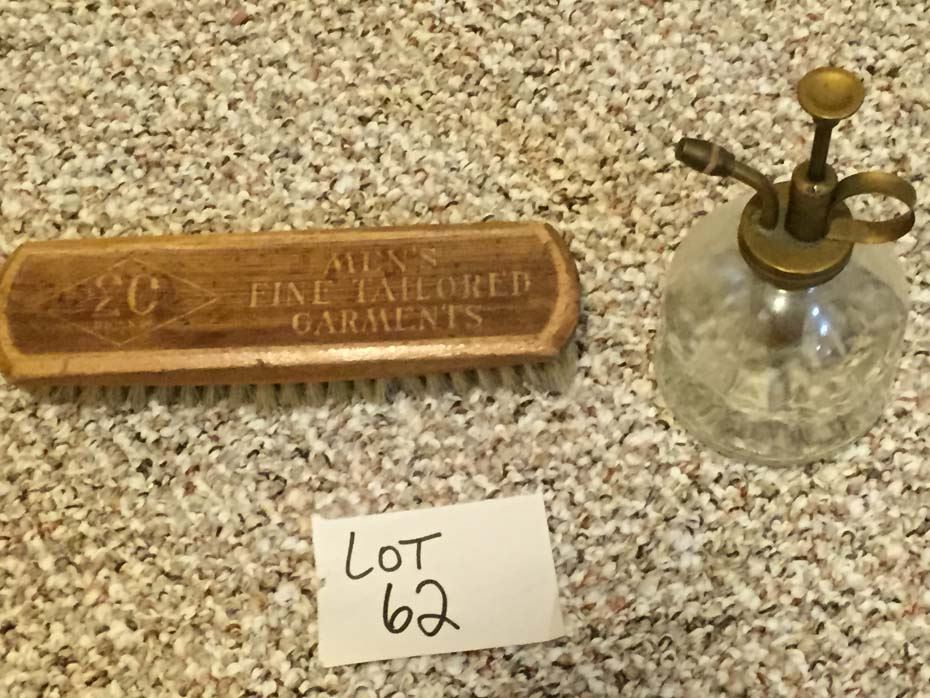 MEN'S
FINE TAILORED
GARMENTS
LOT
62